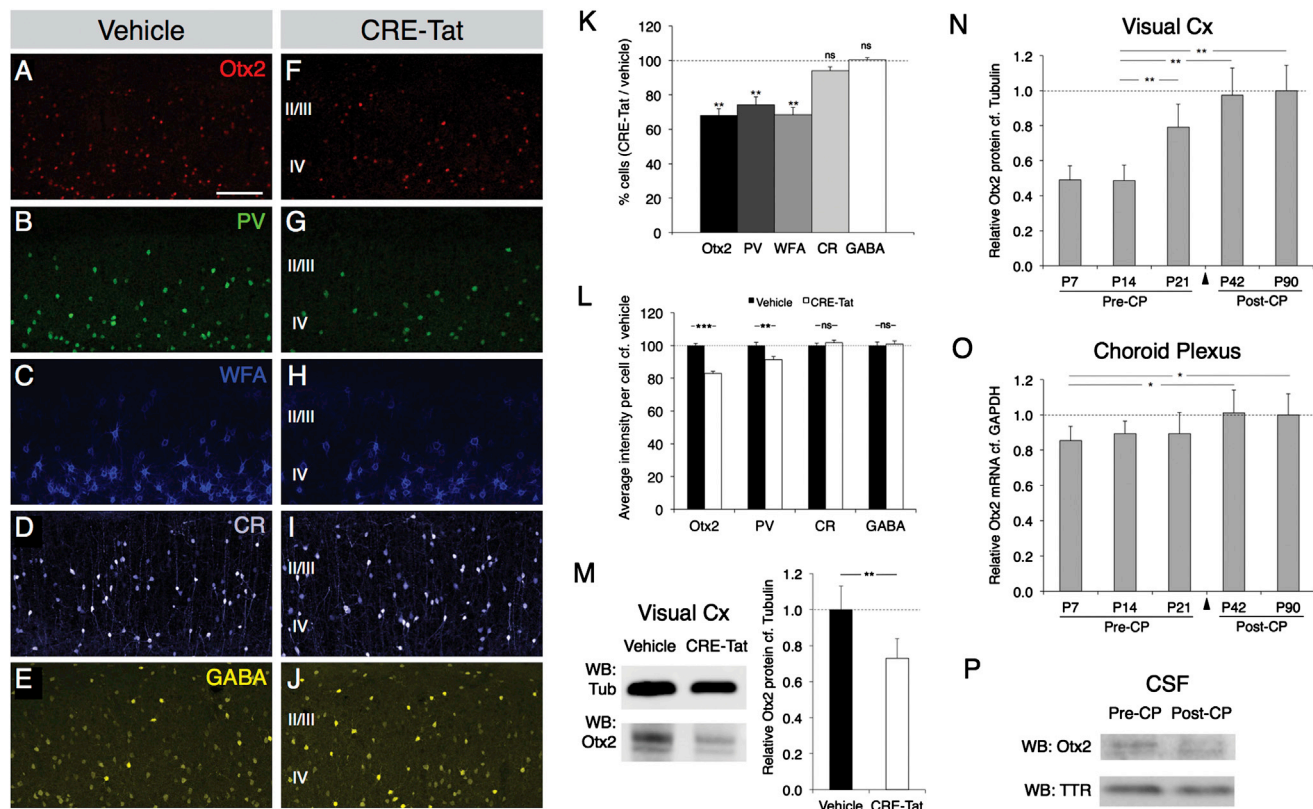 Vehicle
CRE-Tat
A
Otx2
F
II/III
IV
B
PV
G
II/III
IV
C
WFA
H
II/III
IV
D
CR
I
II/III
IV
E
GABA
J
II/III
IV
K
% cells (CRE-Tat / vehicle)
120
100
80
60
40
20
0
**
**
**
ns
ns
Otx2 PV WFA CR GABA
L
Vehicle CRE-Tat
Average intensity per cell cf. vehicle
120
100
80
60
40
20
0
***
**
ns
ns
Otx2 PV CR GABA
M
Visual Cx
Vehicle CRE-Tat
WB:
Tub
WB:
Otx2
Relative Otx2 protein cf. Tubulin
1.2
1.0
0.8
0.6
0.4
0.2
0.0
**
Vehicle CRE-Tat
N
Visual Cx
Relative Otx2 protein cf. Tubulin
1.2
1.0
0.8
0.6
0.4
0.2
0.0
**
**
**
P7 P14 P21 P42 P90
Pre-CP Post-CP
O
Choroid Plexus
Relative Otx2 mRNA cf. GAPDH
1.2
1.0
0.8
0.6
0.4
0.2
0.0
*
*
P7 P14 P21 P42 P90
Pre-CP Post-CP
P
CSF
Pre-CP Post-CP
WB: Otx2
WB: TTR